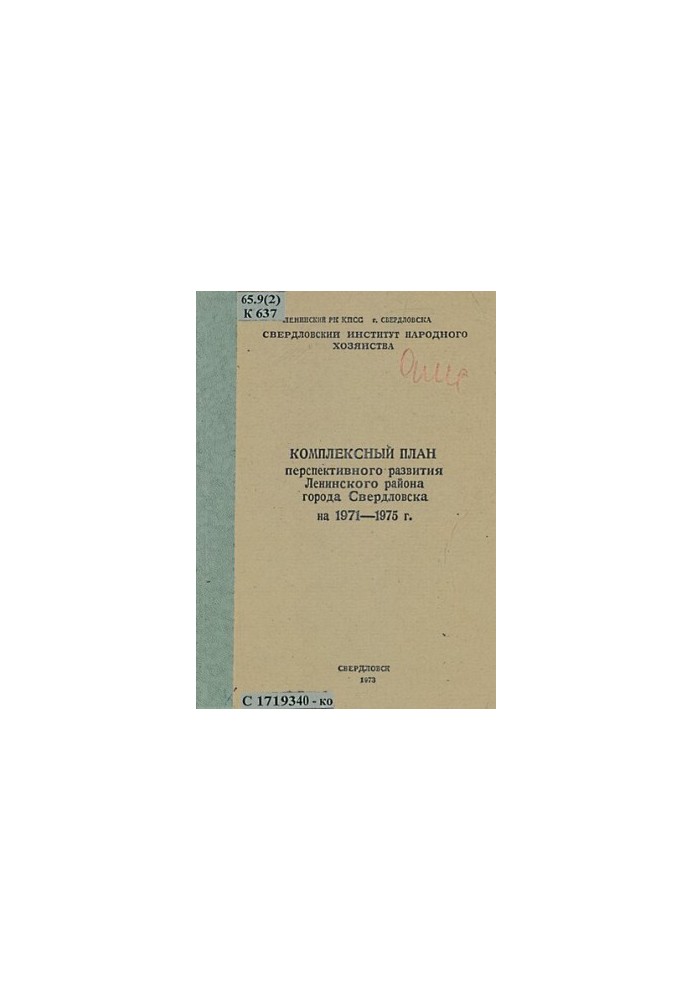 65.9(2)
К 637
ЛЕНИНСКИЙ РК КПСС г. СВЕРДЛОВСКА
СВЕРДЛОВСКИЙ ИНСТИТУТ НАРОДНОГО
ХОЗЯЙСТВА
КОМПЛЕКСНЫЙ ПЛАН
перспективного развития
Ленинского района
города Свердловска
на 1971—1975 г.
СВЕРДЛОВСК
1973
С 1719340 - ко